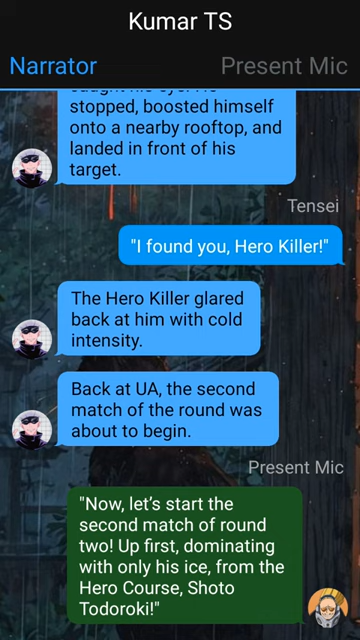 Kumar TS
Narrator
Present Mic
stopped, boosted himself
onto a nearby rooftop, and
landed in front of his
target.
Tensei
"I found you, Hero Killer!"
The Hero Killer glared
back at him with cold
intensity.
Back at UA, the second
match of the round was
about to begin.
Present Mic
"Now, let's start the
second match of round
two! Up first, dominating
with only his ice, from the
Hero Course, Shoto
Todoroki!"